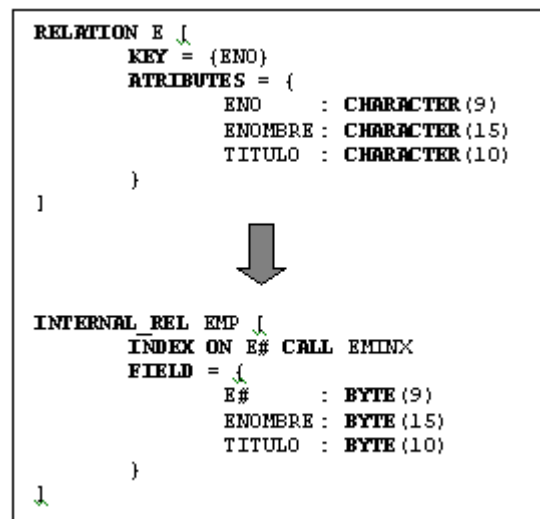 RELATION E [
KEY = {ENO}
ATRIBUTES = {
ENO : CHARACTER(9)
ENOMBRE : CHARACTER(15)
TITULO : CHARACTER(10)
}
]
INTERNAL_REL EMP [
INDEX ON E# CALL EMINX
FIELD = {
E# : BYTE(9)
ENOMBRE : BYTE(15)
TITULO : BYTE(10)
}
]